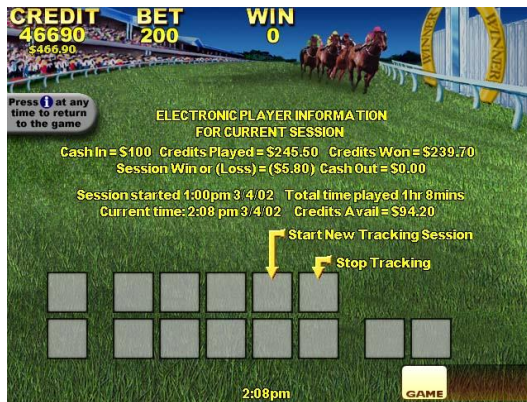 CREDIT BET WIN
46690 200 0
$466.90
WINNER
WINNER
Press i at any
time to return
to the game
ELECTRONIC PLAYER INFORMATION
FOR CURRENT SESSION
Cash In = $100 Credits Played = $245.50 Credits Won = $239.70
Session Win or (Loss) = ($5.80) Cash Out = $0.00
Session started 1:00pm 3/4/02 Total time played 1hr 8mins
Current time: 2:08 pm 3/4/02 Credits Avail = $94.20
Start New Tracking Session
Stop Tracking
2:08pm
GAME